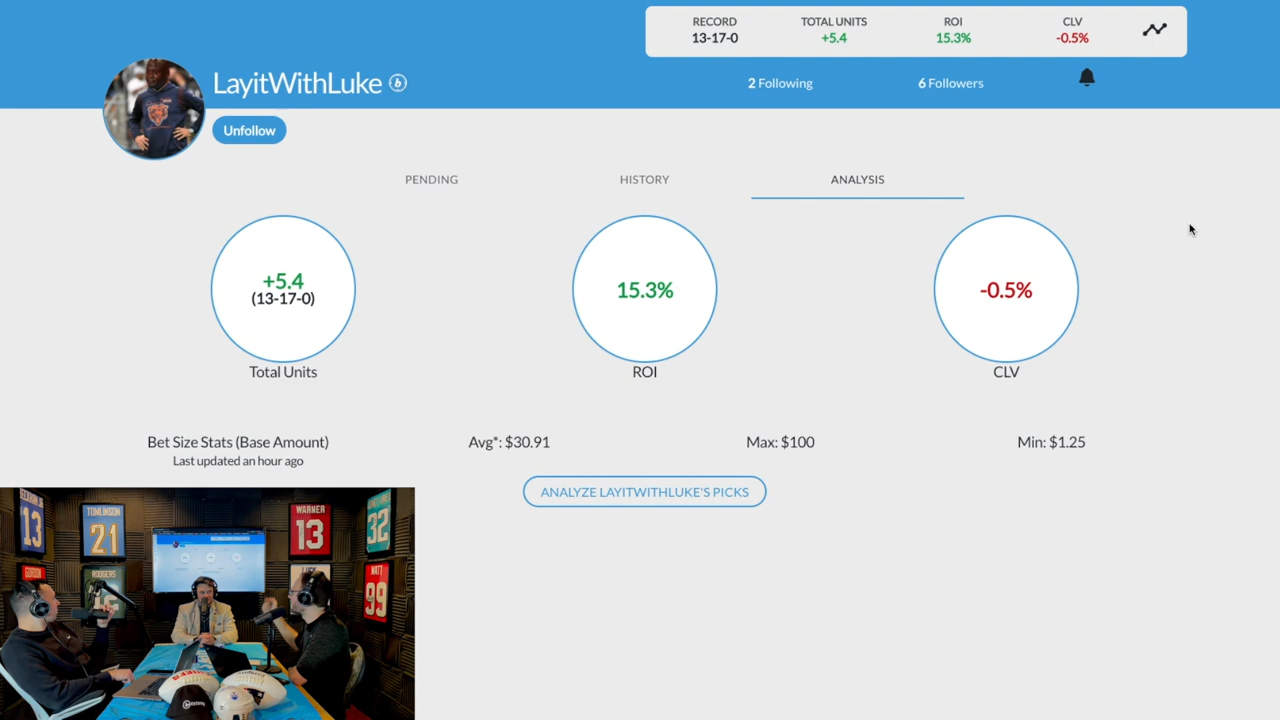 RECORD
TOTAL UNITS
ROI
CLV
13-17-0
+5.4
15.3%
-0.5%
LayitWithLuke
2 Following
6 Followers
Unfollow
PENDING
HISTORY
ANALYSIS
+5.4
(13-17-0)
15.3%
-0.5%
Total Units
ROI
CLV
Bet Size Stats (Base Amount)
Avg*: $30.91
Max: $100
Min: $1.25
Last updated an hour ago
ANALYZE LAYITWITHLUKE'S PICKS
13
TOMLINSON
21
WARNER
13
32
GORDON
RODGERS
WATT
99